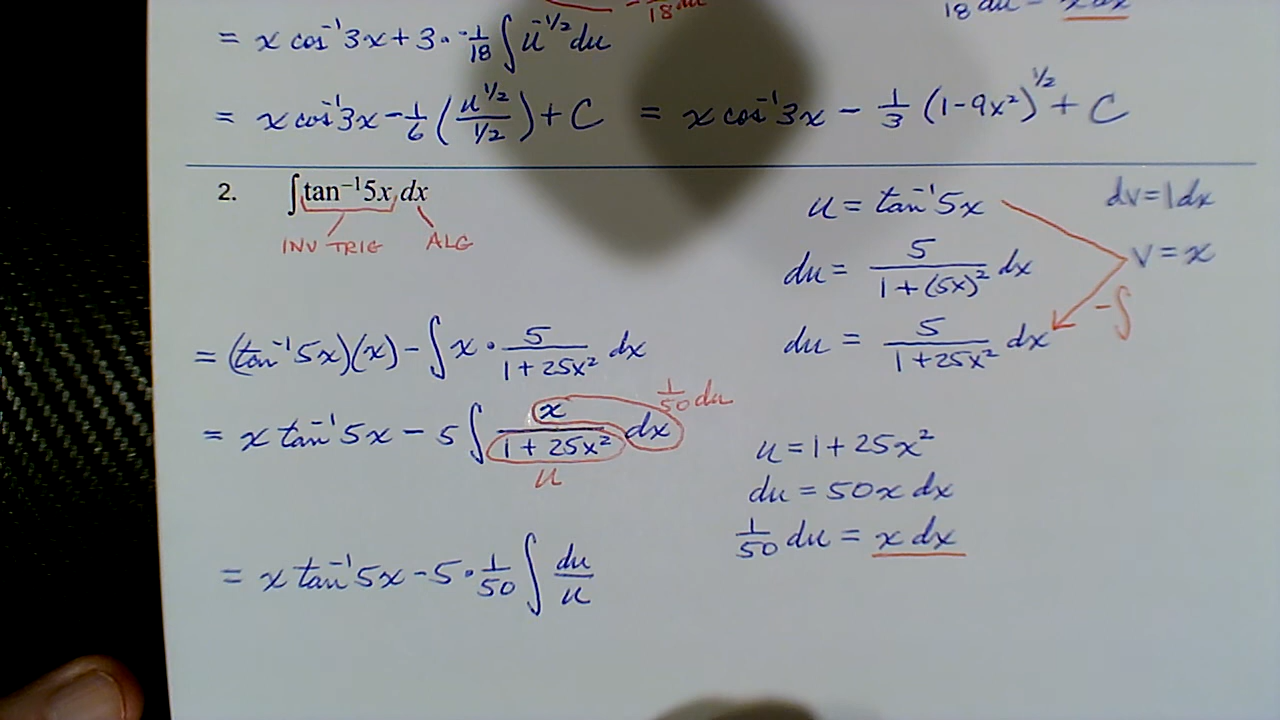 = x cos⁻¹3x + 3 · -1/18 ∫ u^(-1/2) du
= x cos⁻¹3x - 1/6 (u^(1/2) / (1/2)) + C = x cos⁻¹3x - 1/3 (1-9x²)^(1/2) + C
2. ∫tan⁻¹5x dx
INV TRIG ALG
u = tan⁻¹5x dv = 1dx
du = 5/(1+(5x)²) dx v = x
du = 5/(1+25x²) dx -∫
= (tan⁻¹5x)(x) - ∫ x · 5/(1+25x²) dx
= x tan⁻¹5x - 5 ∫ x/(1+25x²) dx
1/50 du
u
u = 1+25x²
du = 50x dx
1/50 du = x dx
= x tan⁻¹5x - 5 · 1/50 ∫ du/u